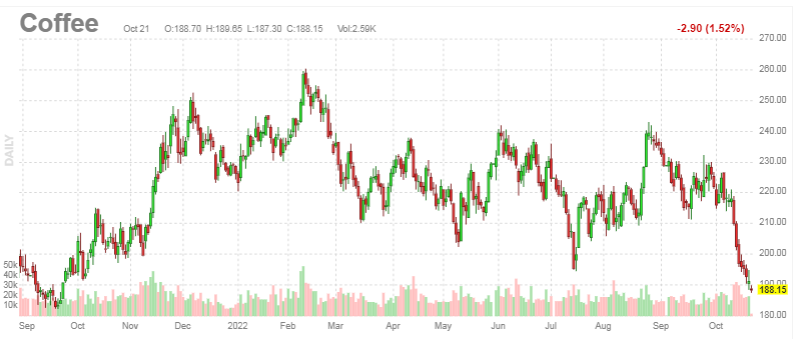 Coffee Oct 21 O:188.70 H:189.65 L:187.30 C:188.15 Vol:2.59K -2.90 (1.52%)
270.00
260.00
250.00
240.00
DAILY
230.00
220.00
210.00
200.00
50k
40k
190.00
30k
188.15
20k
10k
180.00
Sep Oct Nov Dec 2022 Feb Mar Apr May Jun Jul Aug Sep Oct